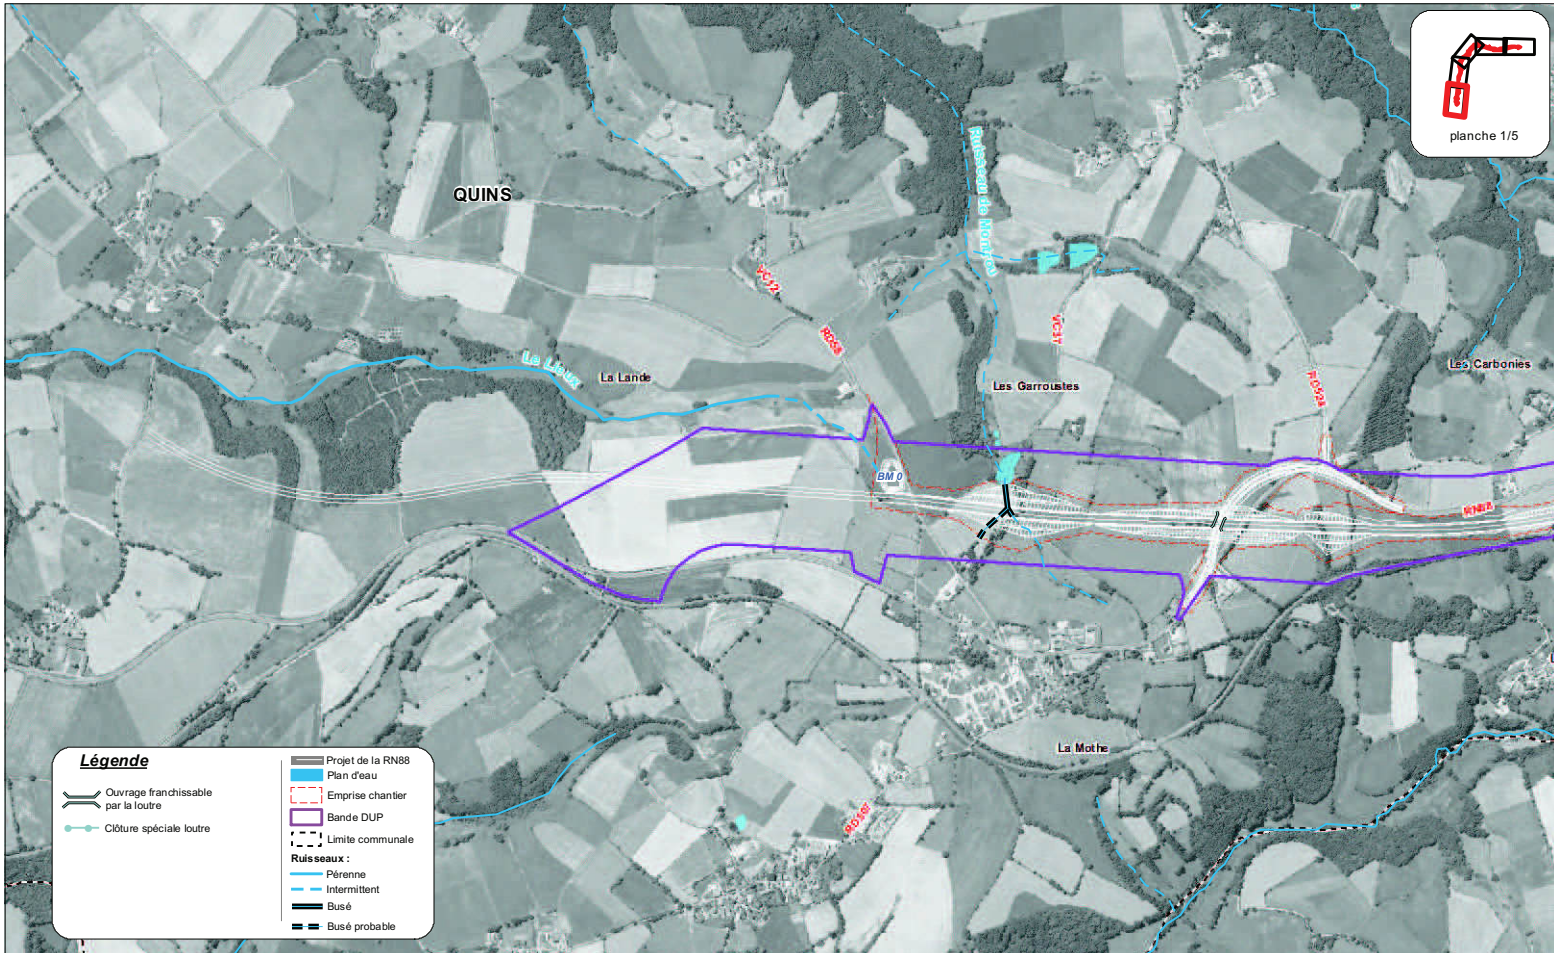 planche 1/5
QUINS
Ruisseau de Montrou
VC12
RD58
VC17
Le Lieux
La Lande
Les Garroustes
Les Carbonies
RD524
BM 0
RN88
La Mothe
RD507
Légende
Ouvrage franchissable
par la loutre
Clôture spéciale loutre
Projet de la RN88
Plan d'eau
Emprise chantier
Bande DUP
Limite communale
Ruisseaux :
Pérenne
Intermittent
Busé
Busé probable